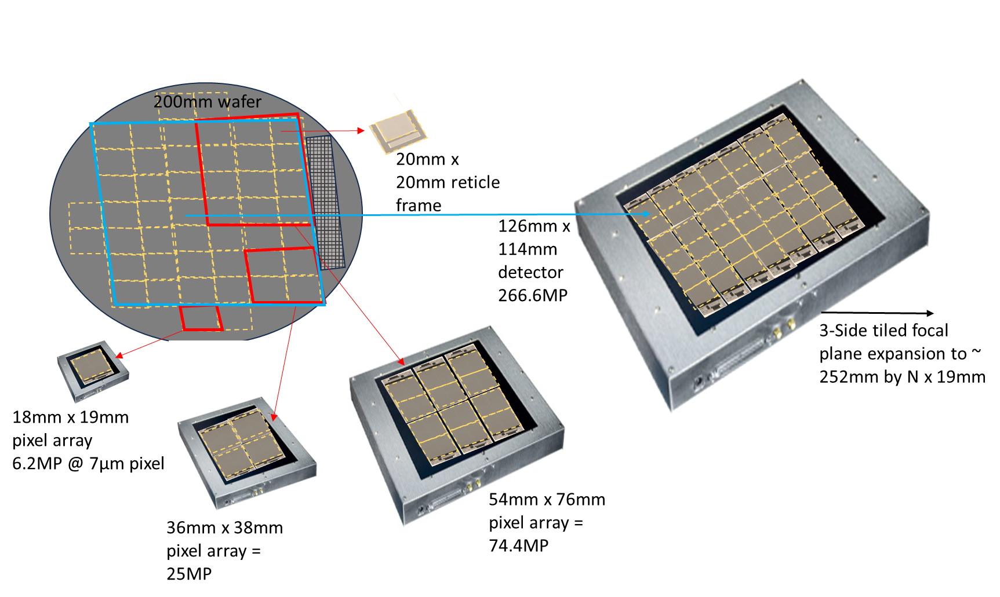 200mm wafer
20mm x
20mm reticle
frame
126mm x
114mm
detector
266.6MP
3-Side tiled focal
plane expansion to ~
252mm by N x 19mm
18mm x 19mm
pixel array
6.2MP @ 7µm pixel
36mm x 38mm
pixel array =
25MP
54mm x 76mm
pixel array =
74.4MP